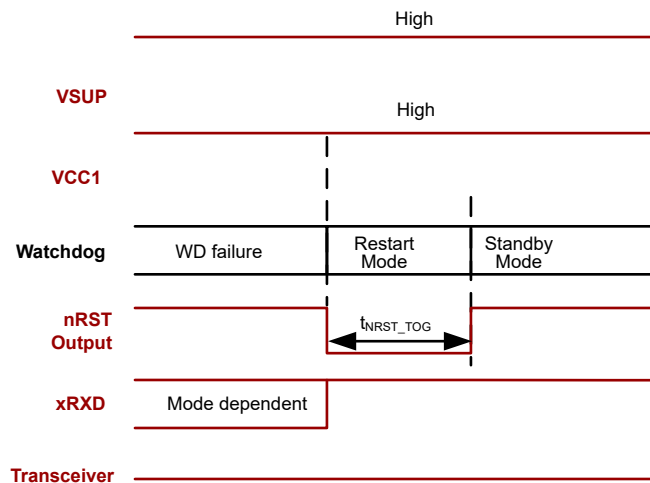 High
VSUP
High
VCC1
Watchdog
WD failure
Restart
Mode
Standby
Mode
nRST
Output
tNRST_TOG
xRXD
Mode dependent
Transceiver